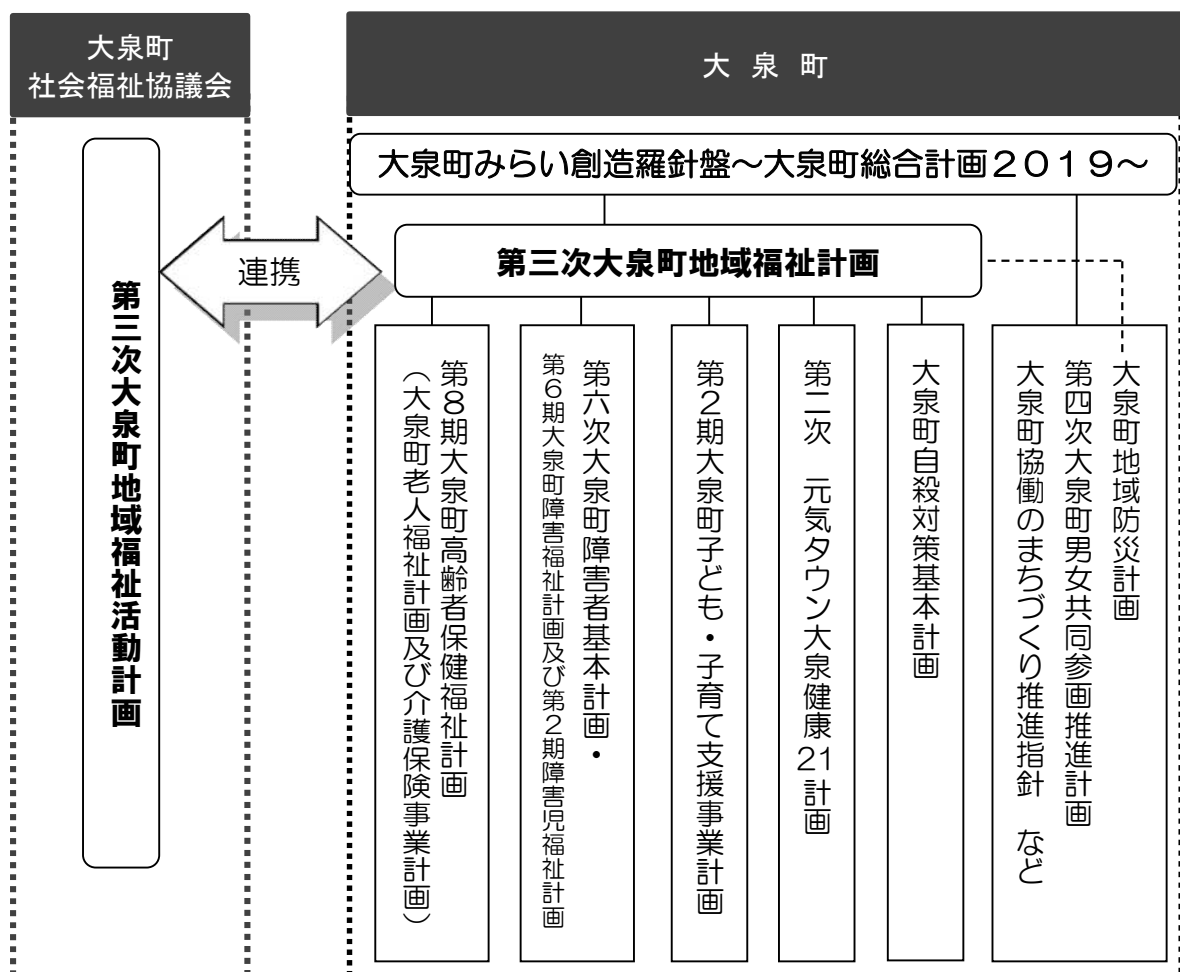 大泉町
社会福祉協議会
大泉町
大泉町みらい創造羅針盤～大泉町総合計画２０１９～
連携
第三次大泉町地域福祉計画
第三次大泉町地域福祉活動計画
第８期大泉町高齢者保健福祉計画
（大泉町老人福祉計画及び介護保険事業計画）
第六次大泉町障害者基本計画・
第６期大泉町障害福祉計画及び第２期障害児福祉計画
第２期大泉町子ども・子育て支援事業計画
第二次　元気タウン大泉健康21計画
大泉町自殺対策基本計画
大泉町地域防災計画
第四次大泉町男女共同参画推進計画
大泉町協働のまちづくり推進指針　など